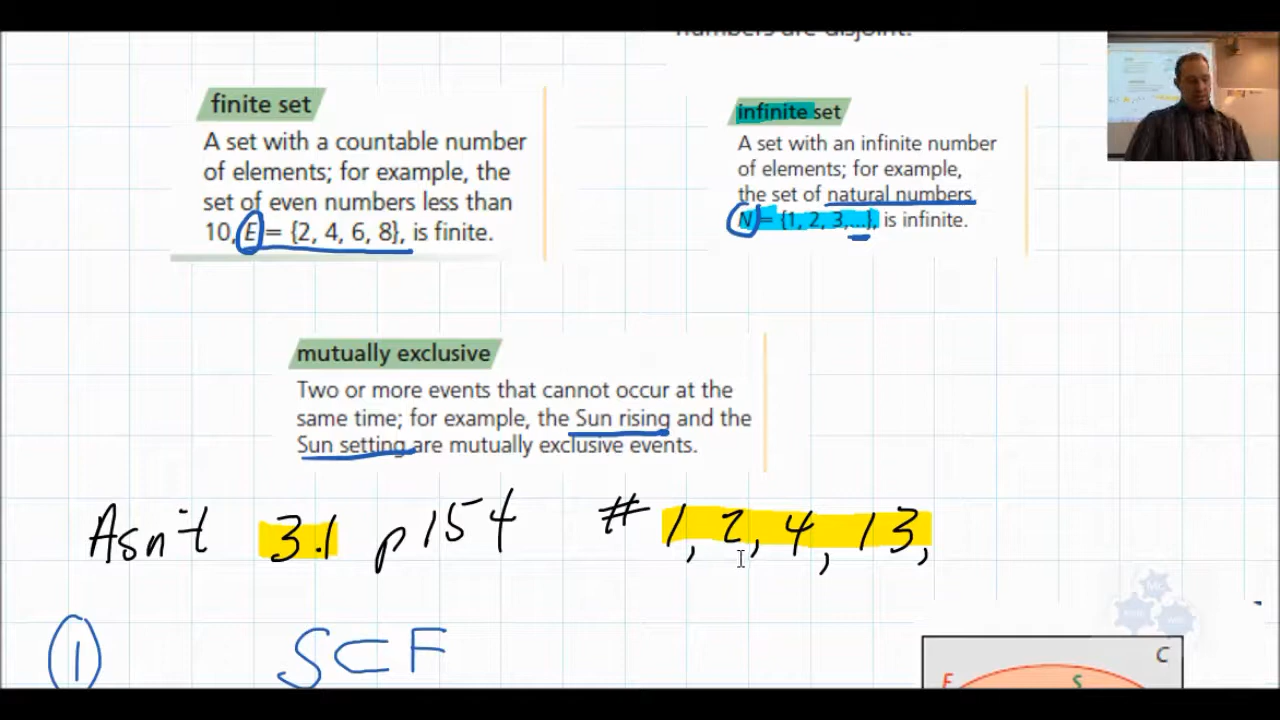 numbers are disjoint.
finite set
A set with a countable number
of elements; for example, the
set of even numbers less than
10, E = {2, 4, 6, 8}, is finite.
infinite set
A set with an infinite number
of elements; for example,
the set of natural numbers,
N = {1, 2, 3,...}, is infinite.
mutually exclusive
Two or more events that cannot occur at the
same time; for example, the Sun rising and the
Sun setting are mutually exclusive events.
Asn't 3.1 p154 # 1, 2, 4, 13,
1 S⊂F
C
F S